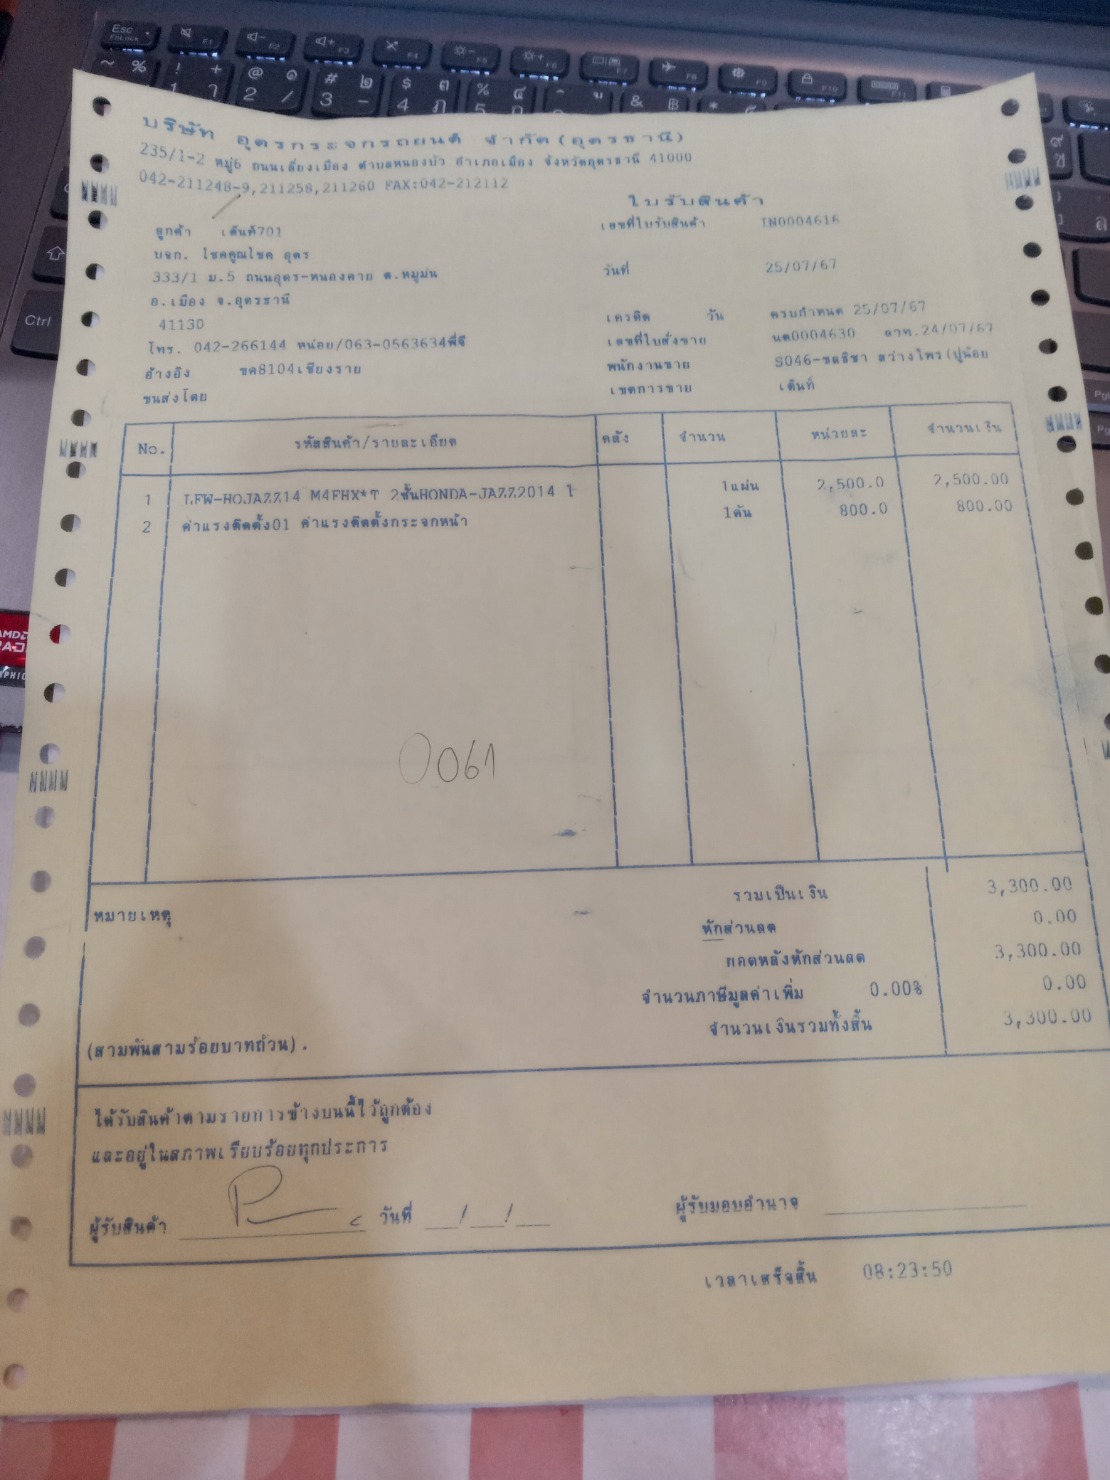 บริษัท อุดรกระจกรถยนต์ จำกัด(อุดรธานี)
235/1-2 หมู่6 ถนนเลี่ยงเมือง ตำบลหนองบัว อำเภอเมือง จังหวัดอุดรธานี 41000
042-211248-9,211258,211260 FAX:042-212112
ใบรับสินค้า
ลูกค้า เต็นท์701
เลขที่ใบรับสินค้า IN0004616
บจก. โชคคูณโชค อุดร
333/1 ม.5 ถนนอุดร-หนองคาย ต.หมูม่น
วันที่ 25/07/67
อ.เมือง จ.อุดรธานี
41130
เครดิต วัน ครบกำหนด 25/07/67
โทร. 042-266144 หน่อย/063-0563634พี่จี
เลขที่ใบสั่งขาย นค0004630 ลวท.24/07/67
อ้างอิง ขค8104เชียงราย
พนักงานขาย S046-ชลธิชา สว่างไพร(ปูน้อย
ขนส่งโดย
เขตการขาย เต็นท์
No. รหัสสินค้า/รายละเอียด คลัง จำนวน หน่วยละ จำนวนเงิน
1 LFW-HOJAZZ14 M4FHX*T 2ชั้นHONDA-JAZZ2014 1แผ่น 2,500.0 2,500.00
2 ค่าแรงติดตั้ง01 ค่าแรงติดตั้งกระจกหน้า 1คัน 800.0 800.00
0061
หมายเหตุ
รวมเป็นเงิน 3,300.00
หักส่วนลด 0.00
ยอดหลังหักส่วนลด 3,300.00
จำนวนภาษีมูลค่าเพิ่ม 0.00% 0.00
จำนวนเงินรวมทั้งสิ้น 3,300.00
(สามพันสามร้อยบาทถ้วน).
ได้รับสินค้าตามรายการข้างบนนี้ไว้ถูกต้อง
และอยู่ในสภาพเรียบร้อยทุกประการ
ผู้รับสินค้า วันที่ __/__/__ ผู้รับมอบอำนาจ
เวลาเสร็จสิ้น 08:23:50